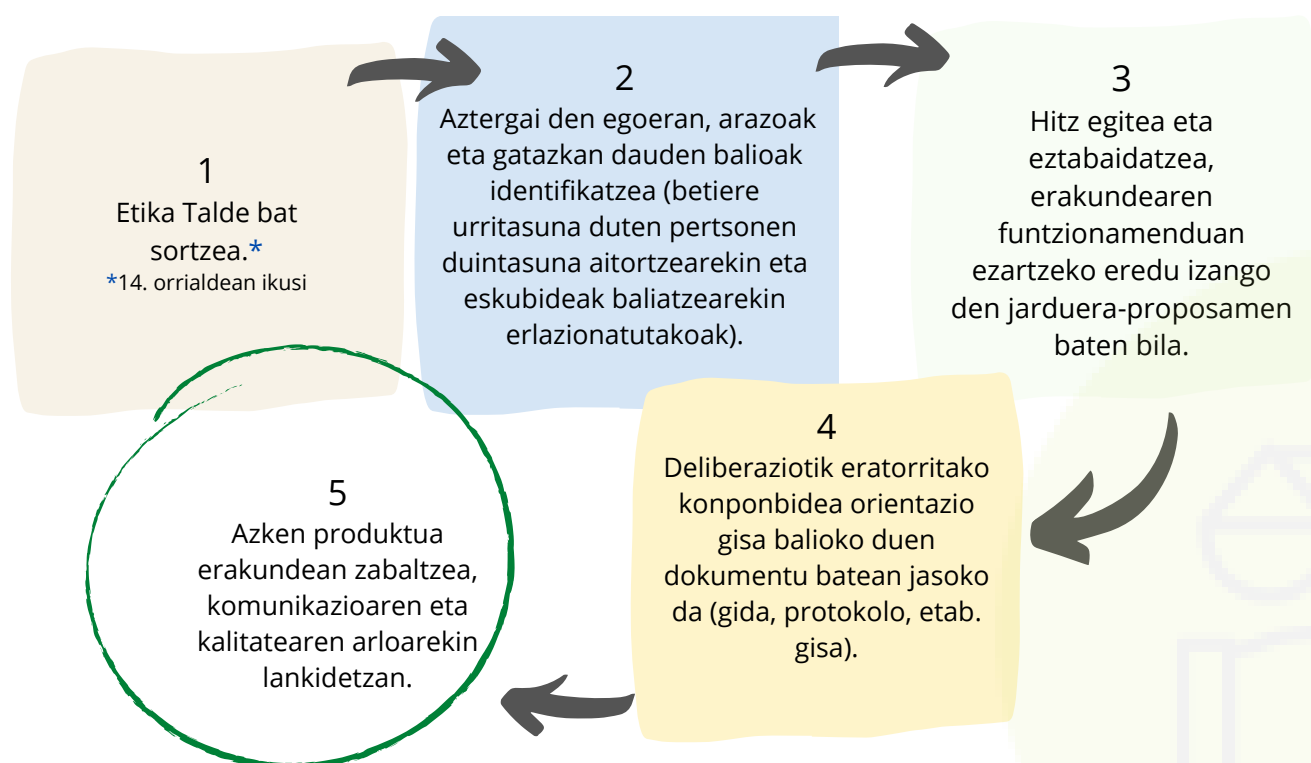 1
Etika Talde bat
sortzea.*
*14. orrialdean ikusi
2
Aztergai den egoeran, arazoak
eta gatazkan dauden balioak
identifikatzea (betiere
urritasuna duten pertsonen
duintasuna aitortzearekin eta
eskubideak baliatzearekin
erlazionatutakoak).
3
Hitz egitea eta
eztabaidatzea,
erakundearen
funtzionamenduan
ezartzeko eredu izango
den jarduera-proposamen
baten bila.
4
Deliberaziotik eratorritako
konponbidea orientazio
gisa balioko duen
dokumentu batean jasoko
da (gida, protokolo, etab.
gisa).
5
Azken produktua
erakundean zabaltzea,
komunikazioaren eta
kalitatearen arloarekin
lankidetzan.